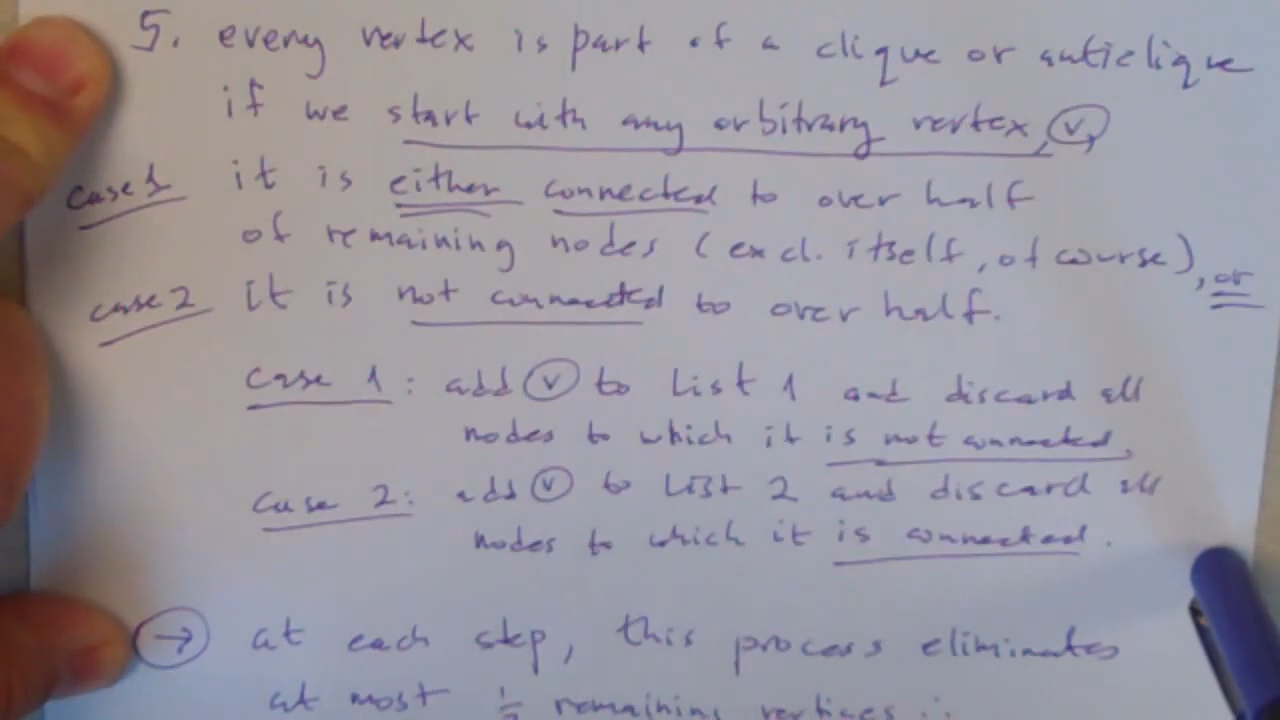 5. every vertex is part of a clique or anticlique
if we start with any arbitrary vertex, v,
case 1 it is either connected to over half
of remaining nodes (excl. itself, of course), or
case 2 it is not connected to over half.
case 1: add v to List 1 and discard all
nodes to which it is not connected.
case 2: add v to List 2 and discard all
nodes to which it is connected.
→ at each step, this process eliminates
at most 1/2 remaining vertices ∴